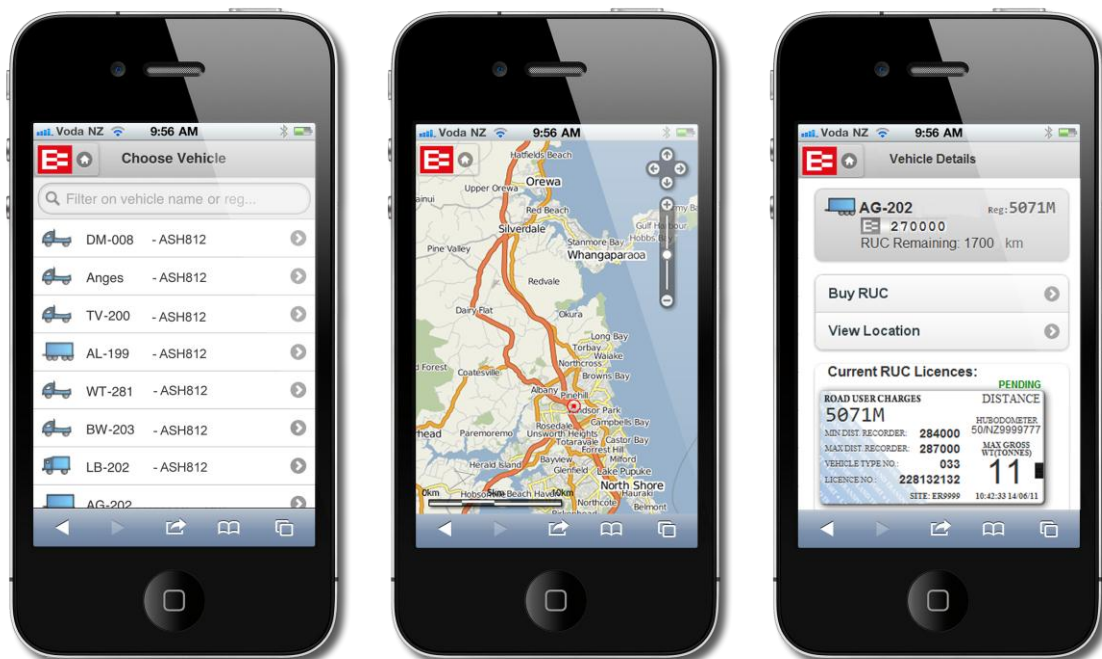 Voda NZ 9:56 AM
Choose Vehicle
Filter on vehicle name or reg...
DM-008 - ASH812
Anges - ASH812
TV-200 - ASH812
AL-199 - ASH812
WT-281 - ASH812
BW-203 - ASH812
LB-202 - ASH812
AG-202
Voda NZ 9:56 AM
Hatfields Beach
Upper Orewa
Orewa
Red Beach
Gulf Harbour
Silverdale
Stanmore Bay
Hobbs
Pine Valley
Whangaparaoa
Redvale
Dairy Flat
Okura
Long Bay
Torbay
Waiake
Northcross
Forest
Coatesville
Browns Bay
Albany
Pinehill
Windsor Park
Rosedale
Campbells Bay
Paremoremo
Unsworth Heights
Castor Bay
Totaravale
Forrest Hill
Bayview
Milford
Herald Island
Glenfield
Lake Pupuke
North Shore
0km 5km 10km
Beach Haven
Hauraki
Northcote
Belmont
Voda NZ 9:56 AM
Vehicle Details
AG-202 Reg:5071M
270000
RUC Remaining: 1700 km
Buy RUC
View Location
Current RUC Licences:
PENDING
ROAD USER CHARGES DISTANCE
5071M
HUBODOMETER
50/NZ9999777
MIN DIST. RECORDER: 284000
MAX DIST. RECORDER: 287000
MAX GROSS
WT(TONNES)
VEHICLE TYPE NO.: 033
11
LICENCE NO.: 228132132
SITE: ER9999 10:42:33 14/06/11